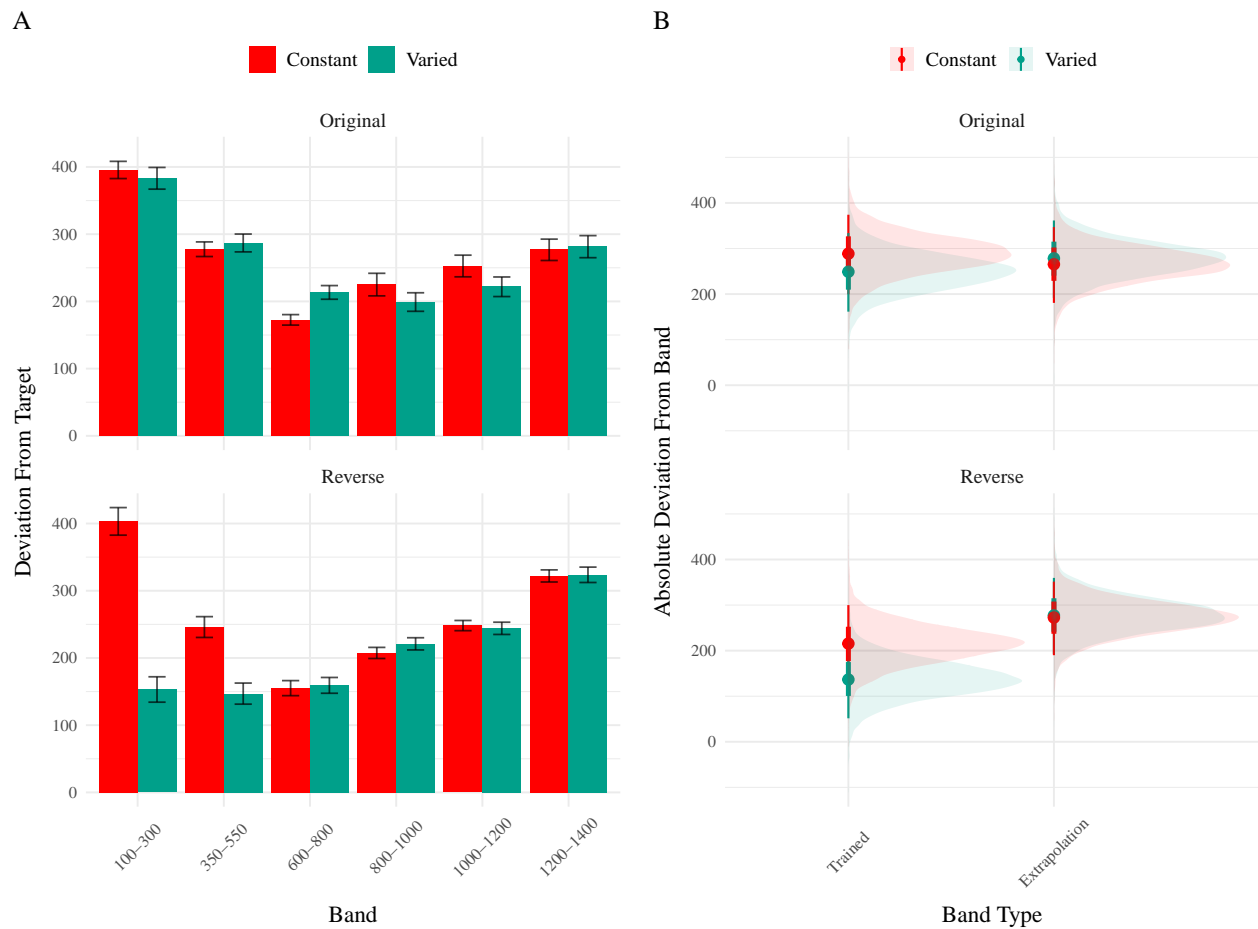 A
Constant Varied
Original
400
300
200
100
0
Reverse
400
300
200
100
0
Deviation From Target
100−300
350−550
600−800
800−1000
1000−1200
1200−1400
Band
B
Constant Varied
Original
400
200
0
Reverse
400
200
0
Absolute Deviation From Band
Trained
Extrapolation
Band Type